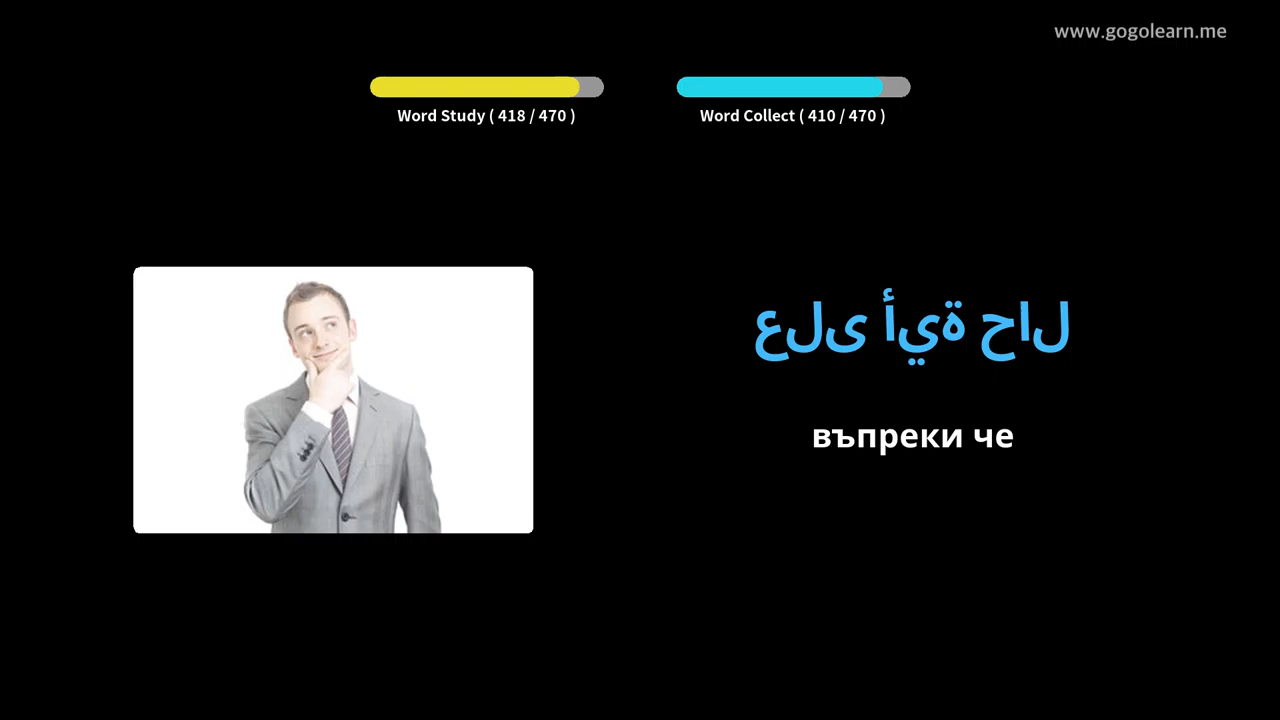 www.gogolearn.me
Word Study ( 418 / 470 )
Word Collect ( 410 / 470 )
على أية حال
въпреки че